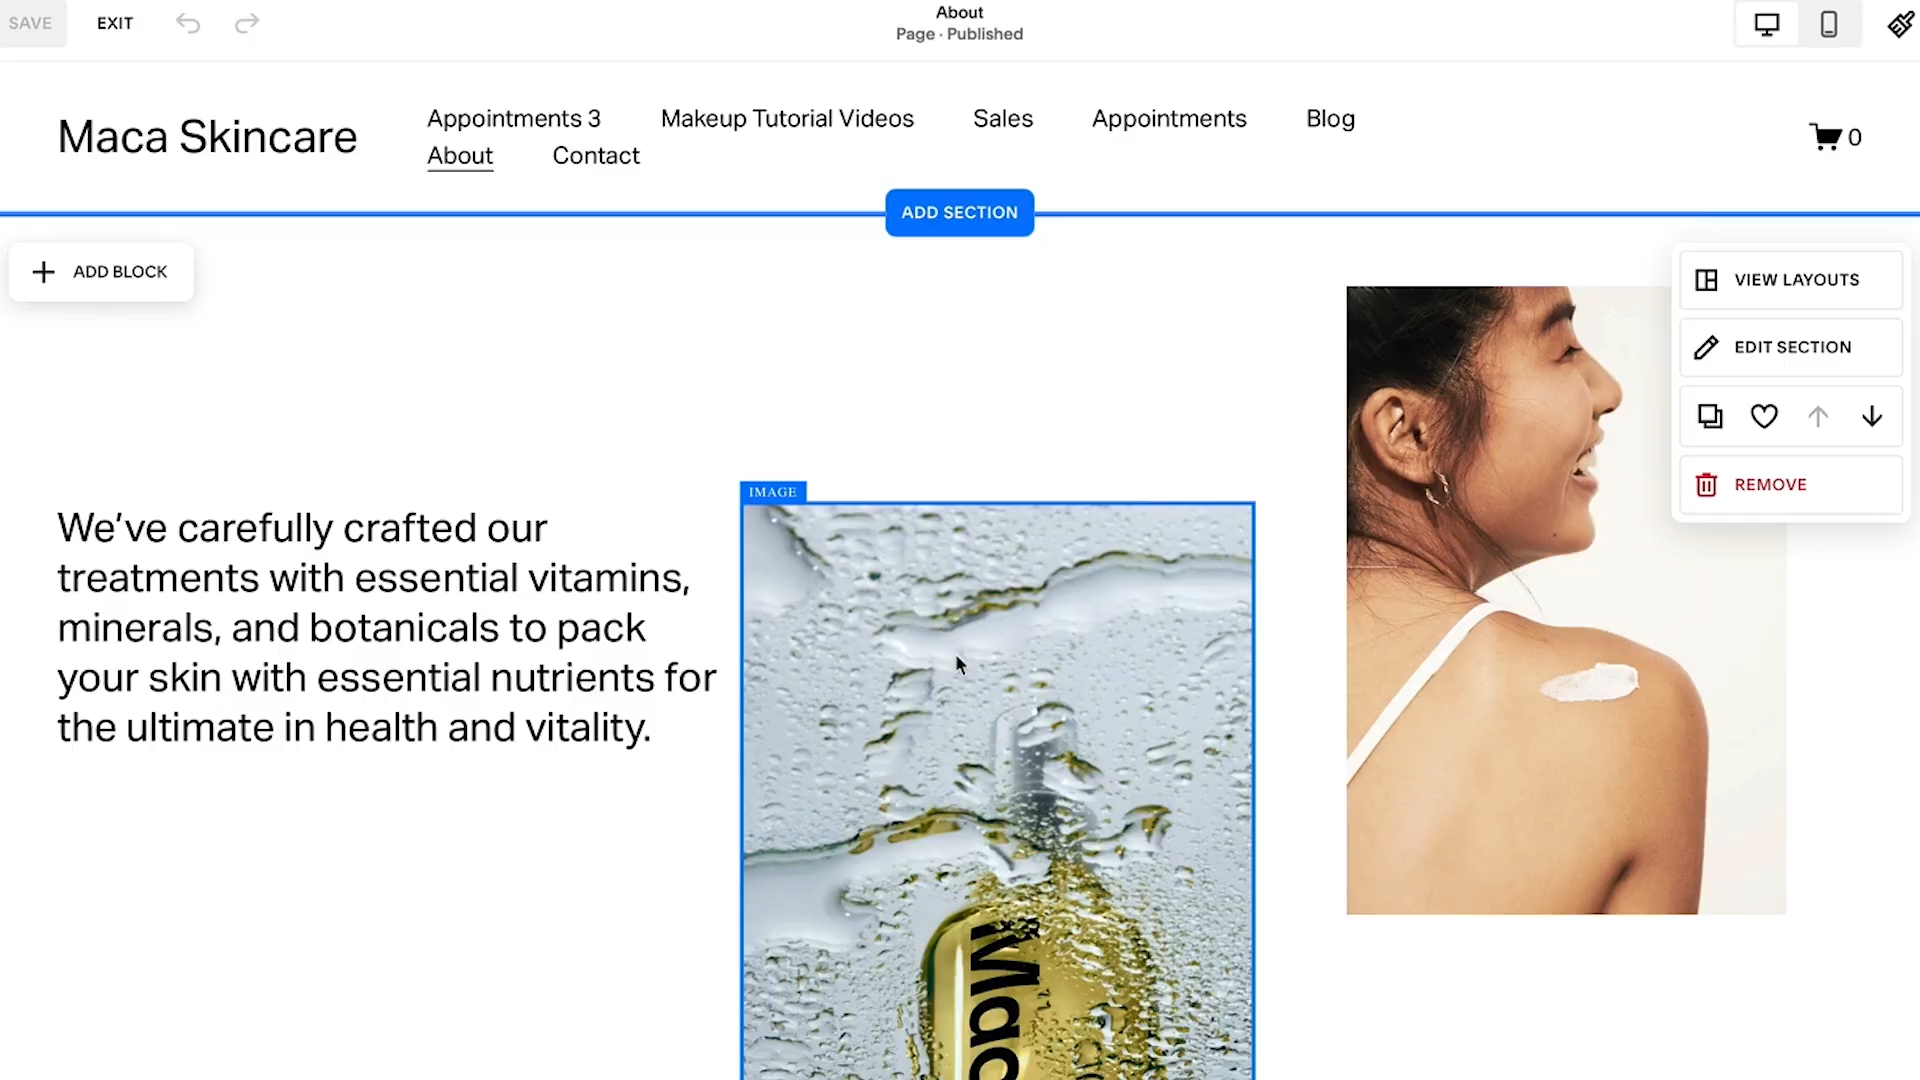 SAVE
EXIT
About
Page · Published
Maca Skincare
Appointments 3
Makeup Tutorial Videos
Sales
Appointments
Blog
About
Contact
0
ADD SECTION
ADD BLOCK
VIEW LAYOUTS
EDIT SECTION
REMOVE
IMAGE
We’ve carefully crafted our
treatments with essential vitamins,
minerals, and botanicals to pack
your skin with essential nutrients for
the ultimate in health and vitality.
Mac